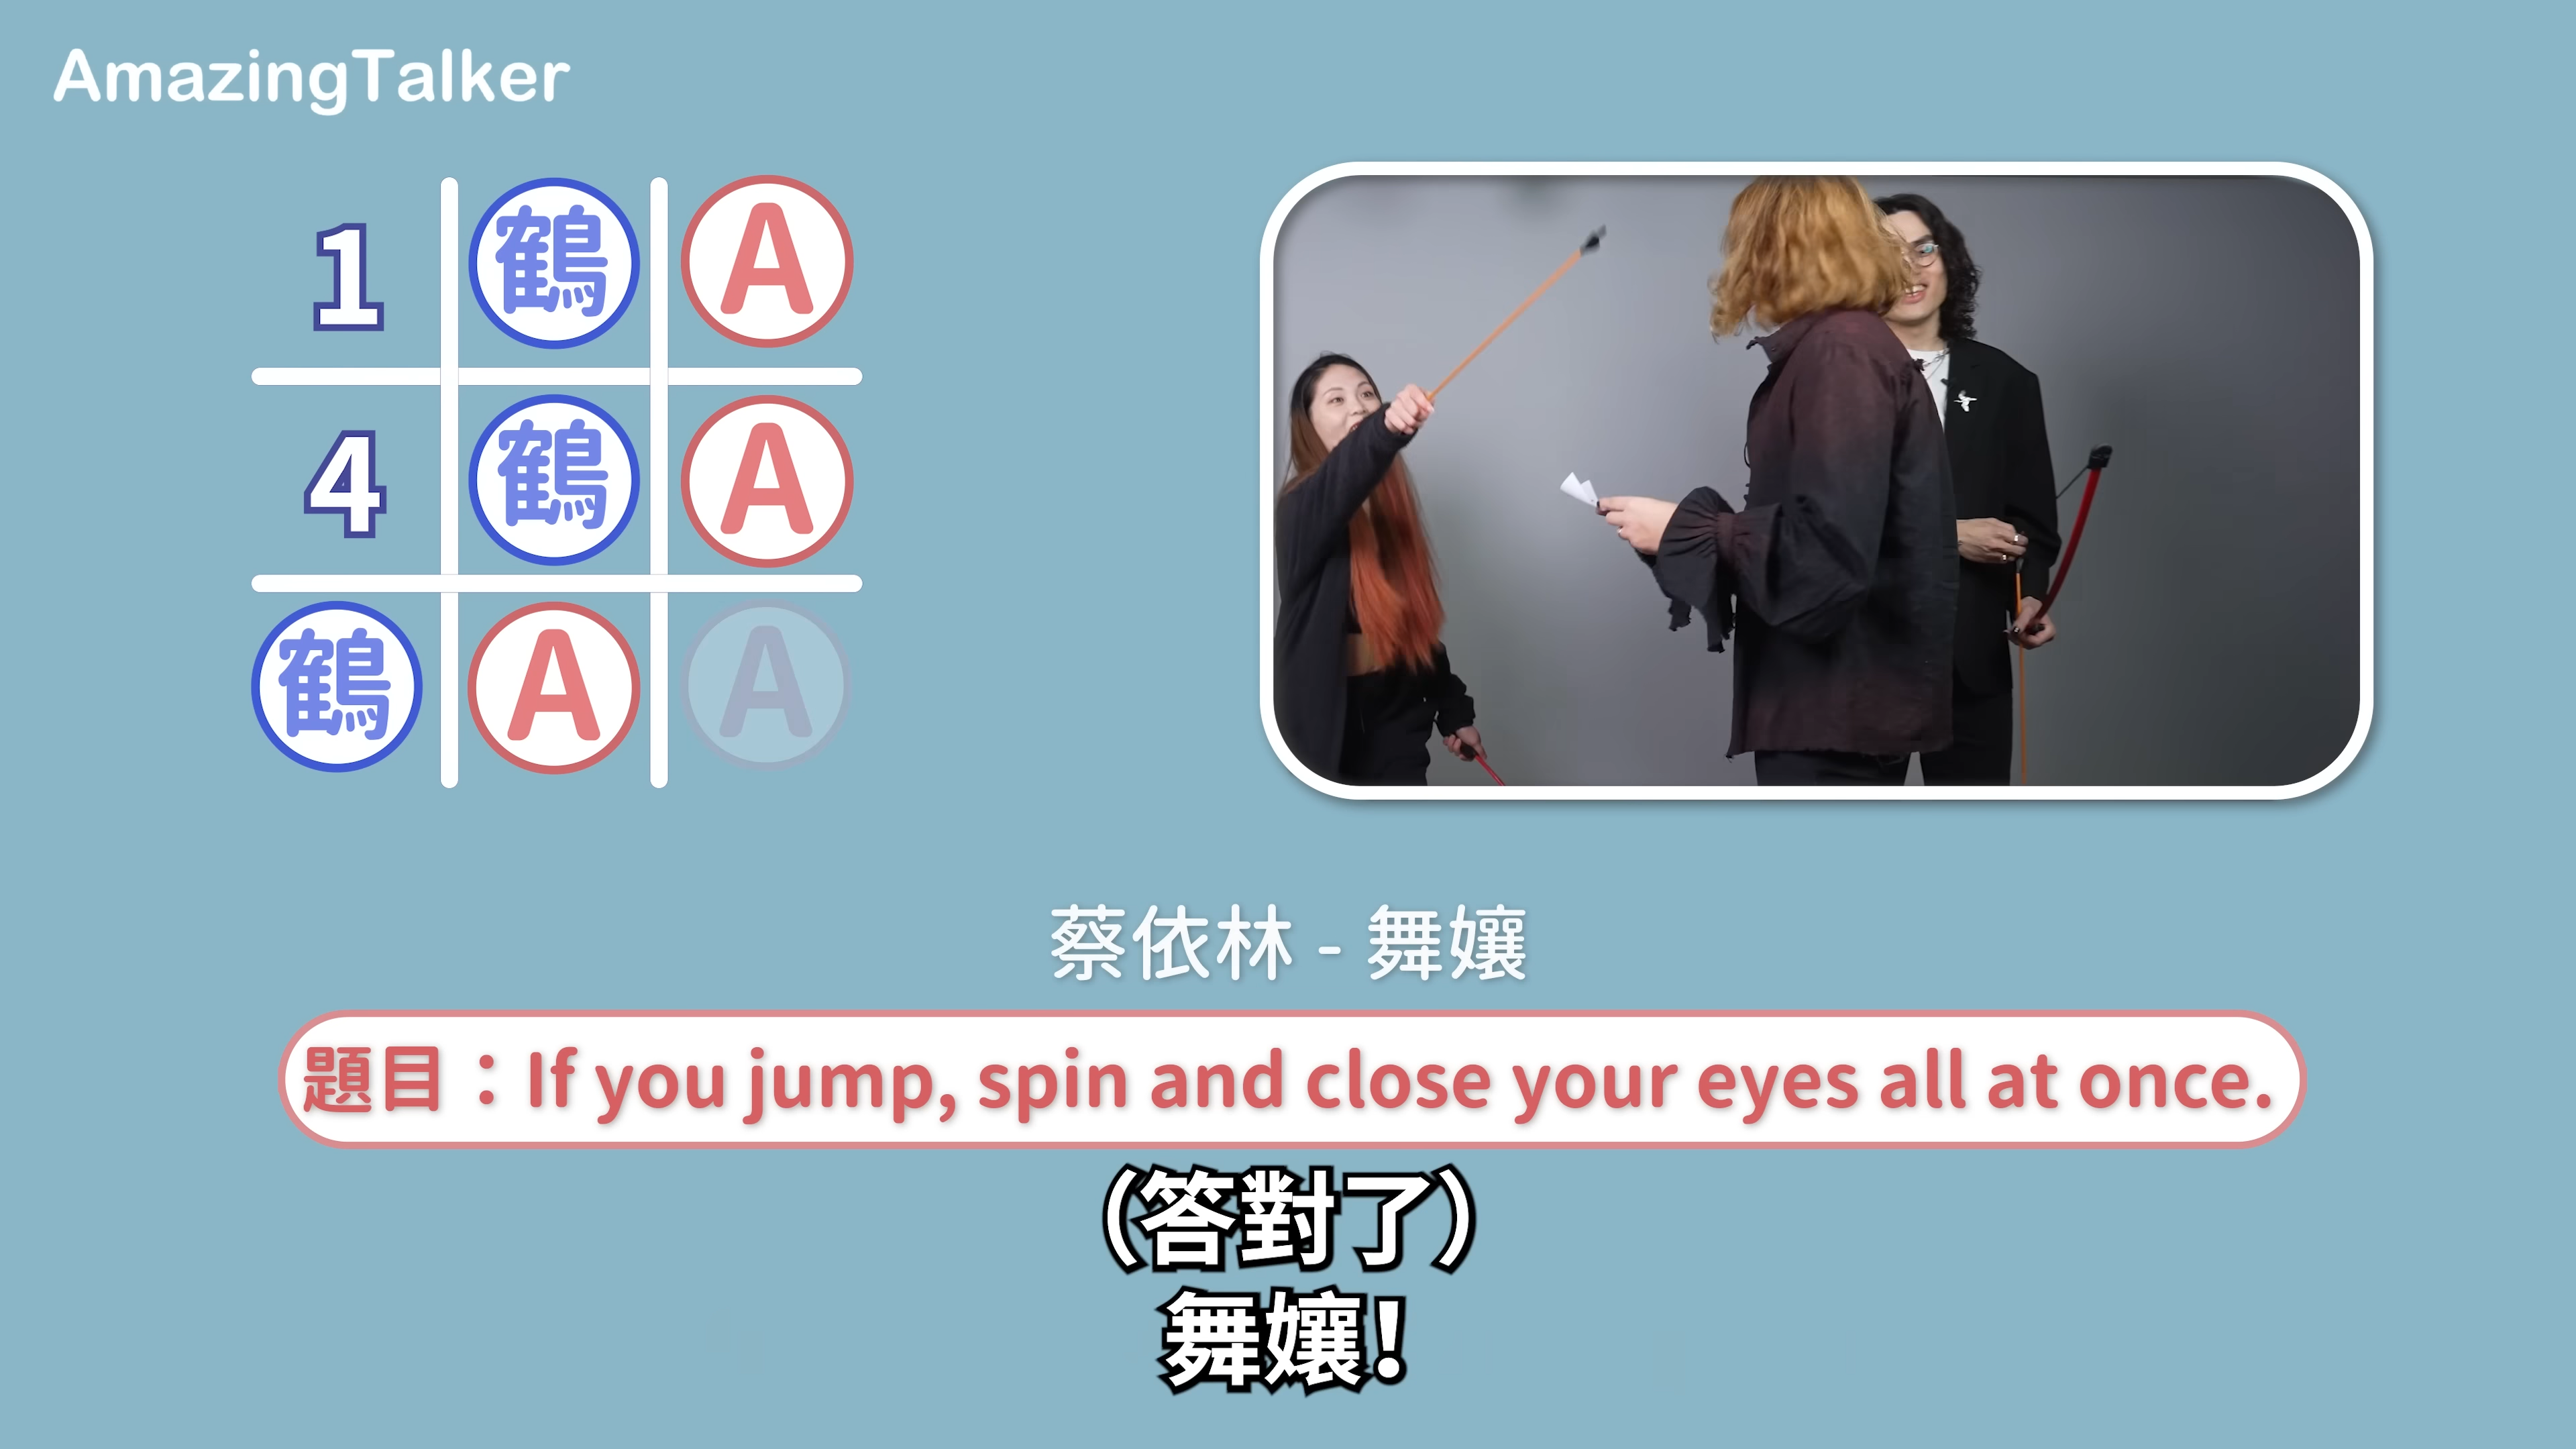 AmazingTalker
1 鶴 A
4 鶴 A
鶴 A A
蔡依林 - 舞孃
題目：If you jump, spin and close your eyes all at once.
（答對了）
舞孃！